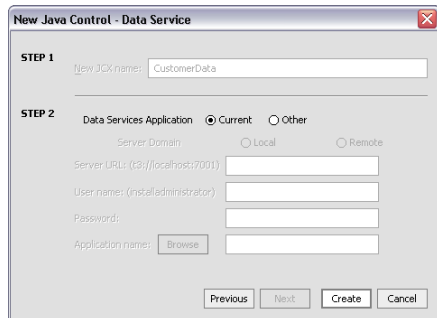 New Java Control - Data Service
STEP 1
New JCX name: CustomerData
STEP 2
Data Services Application Current Other
Server Domain Local Remote
Server URL: (t3://localhost:7001)
User name: (installadministrator)
Password:
Application name: Browse
Previous Next Create Cancel